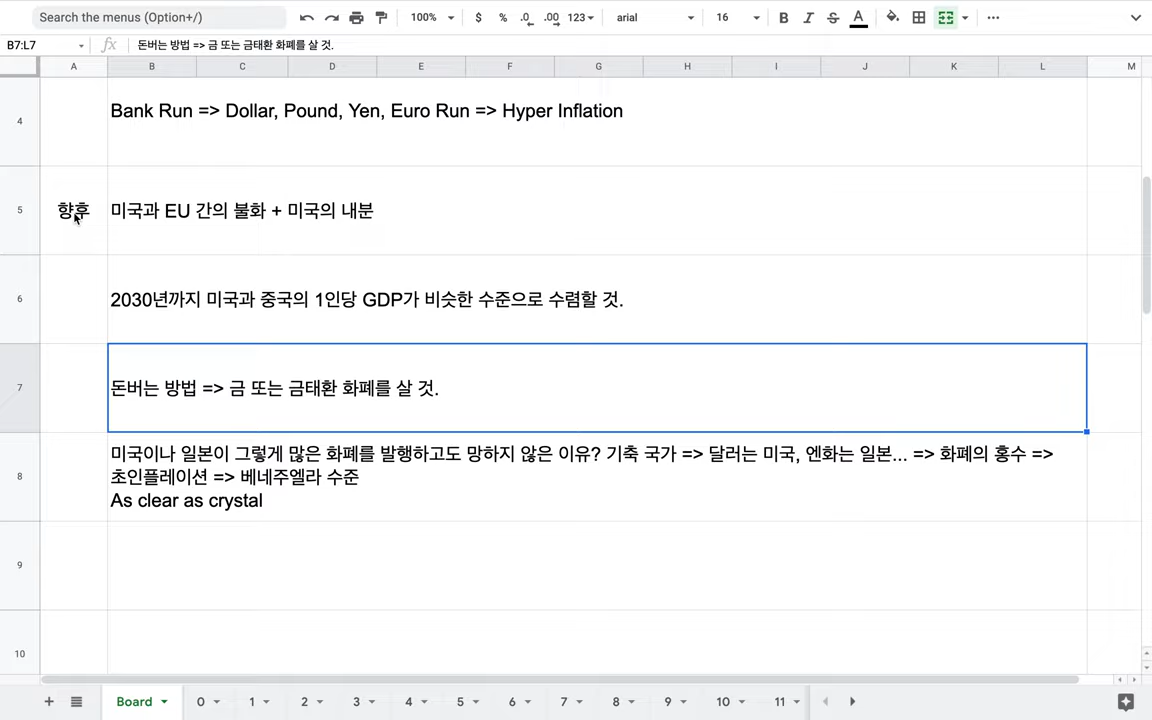 Search the menus (Option+/)
100%
$ % .0 .00 123
arial
16
B I S A
B7:L7
fx
돈버는 방법 => 금 또는 금태환 화폐를 살 것.
A B C D E F G H I J K L M
4
Bank Run => Dollar, Pound, Yen, Euro Run => Hyper Inflation
5
향후
미국과 EU 간의 불화 + 미국의 내분
6
2030년까지 미국과 중국의 1인당 GDP가 비슷한 수준으로 수렴할 것.
7
돈버는 방법 => 금 또는 금태환 화폐를 살 것.
8
미국이나 일본이 그렇게 많은 화폐를 발행하고도 망하지 않은 이유? 기축 국가 => 달러는 미국, 엔화는 일본... => 화폐의 홍수 =>
초인플레이션 => 베네주엘라 수준
As clear as crystal
9
10
Board 0 1 2 3 4 5 6 7 8 9 10 11